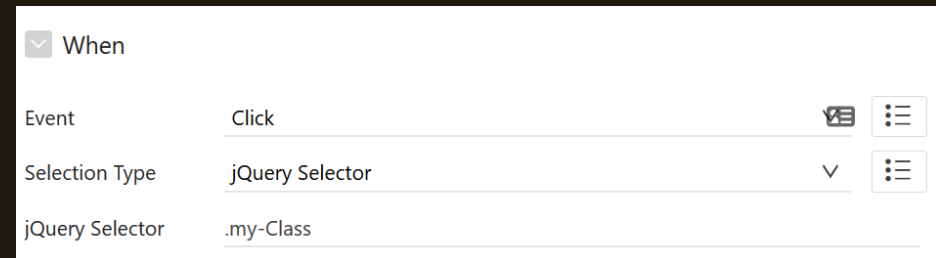 When
Event Click
Selection Type jQuery Selector
jQuery Selector .my-Class